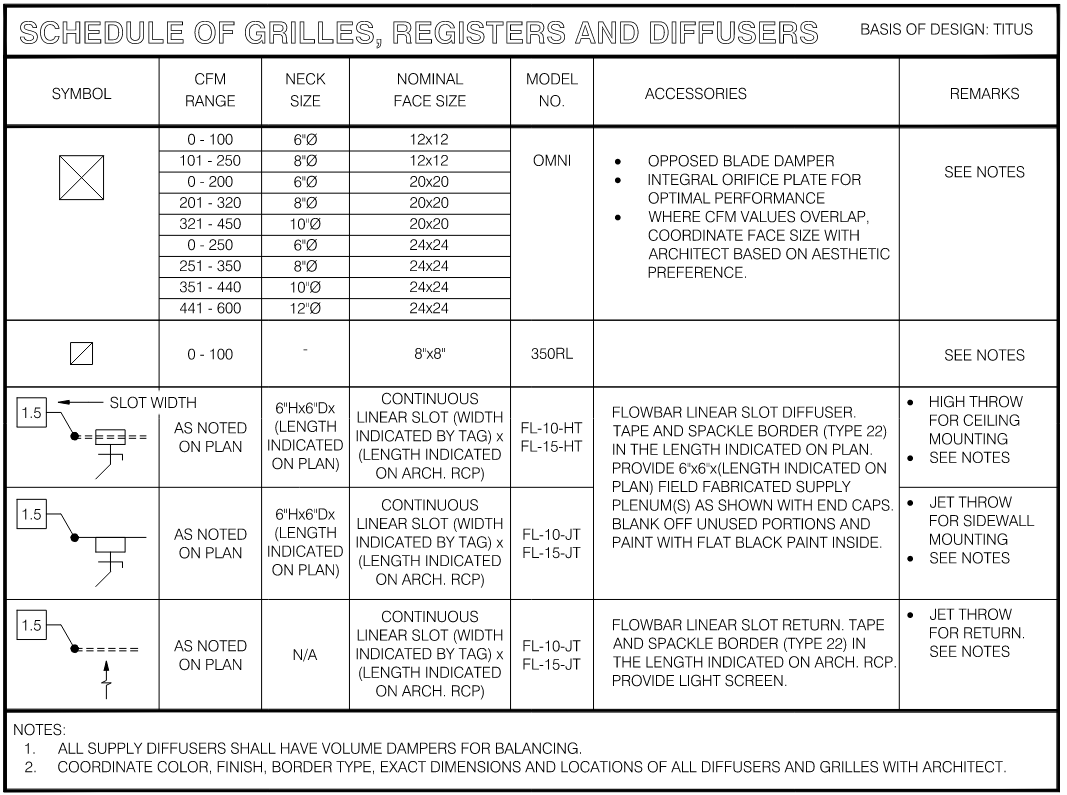 SCHEDULE OF GRILLES, REGISTERS AND DIFFUSERS
BASIS OF DESIGN: TITUS
SYMBOL
CFM
RANGE
NECK
SIZE
NOMINAL
FACE SIZE
MODEL
NO.
ACCESSORIES
REMARKS
0 - 100 6"Ø 12x12
101 - 250 8"Ø 12x12
0 - 200 6"Ø 20x20
201 - 320 8"Ø 20x20
321 - 450 10"Ø 20x20
0 - 250 6"Ø 24x24
251 - 350 8"Ø 24x24
351 - 440 10"Ø 24x24
441 - 600 12"Ø 24x24
OMNI
• OPPOSED BLADE DAMPER
• INTEGRAL ORIFICE PLATE FOR
OPTIMAL PERFORMANCE
• WHERE CFM VALUES OVERLAP,
COORDINATE FACE SIZE WITH
ARCHITECT BASED ON AESTHETIC
PREFERENCE.
SEE NOTES
0 - 100 - 8"x8" 350RL SEE NOTES
1.5
SLOT WIDTH
AS NOTED
ON PLAN
6"Hx6"Dx
(LENGTH
INDICATED
ON PLAN)
CONTINUOUS
LINEAR SLOT (WIDTH
INDICATED BY TAG) x
(LENGTH INDICATED
ON ARCH. RCP)
FL-10-HT
FL-15-HT
FLOWBAR LINEAR SLOT DIFFUSER.
TAPE AND SPACKLE BORDER (TYPE 22)
IN THE LENGTH INDICATED ON PLAN.
PROVIDE 6"x6"x(LENGTH INDICATED ON
PLAN) FIELD FABRICATED SUPPLY
PLENUM(S) AS SHOWN WITH END CAPS.
BLANK OFF UNUSED PORTIONS AND
PAINT WITH FLAT BLACK PAINT INSIDE.
• HIGH THROW
FOR CEILING
MOUNTING
• SEE NOTES
1.5
AS NOTED
ON PLAN
6"Hx6"Dx
(LENGTH
INDICATED
ON PLAN)
CONTINUOUS
LINEAR SLOT (WIDTH
INDICATED BY TAG) x
(LENGTH INDICATED
ON ARCH. RCP)
FL-10-JT
FL-15-JT
• JET THROW
FOR SIDEWALL
MOUNTING
• SEE NOTES
1.5
AS NOTED
ON PLAN
N/A
CONTINUOUS
LINEAR SLOT (WIDTH
INDICATED BY TAG) x
(LENGTH INDICATED
ON ARCH. RCP)
FL-10-JT
FL-15-JT
FLOWBAR LINEAR SLOT RETURN. TAPE
AND SPACKLE BORDER (TYPE 22) IN
THE LENGTH INDICATED ON ARCH. RCP.
PROVIDE LIGHT SCREEN.
• JET THROW
FOR RETURN.
SEE NOTES
NOTES:
1. ALL SUPPLY DIFFUSERS SHALL HAVE VOLUME DAMPERS FOR BALANCING.
2. COORDINATE COLOR, FINISH, BORDER TYPE, EXACT DIMENSIONS AND LOCATIONS OF ALL DIFFUSERS AND GRILLES WITH ARCHITECT.